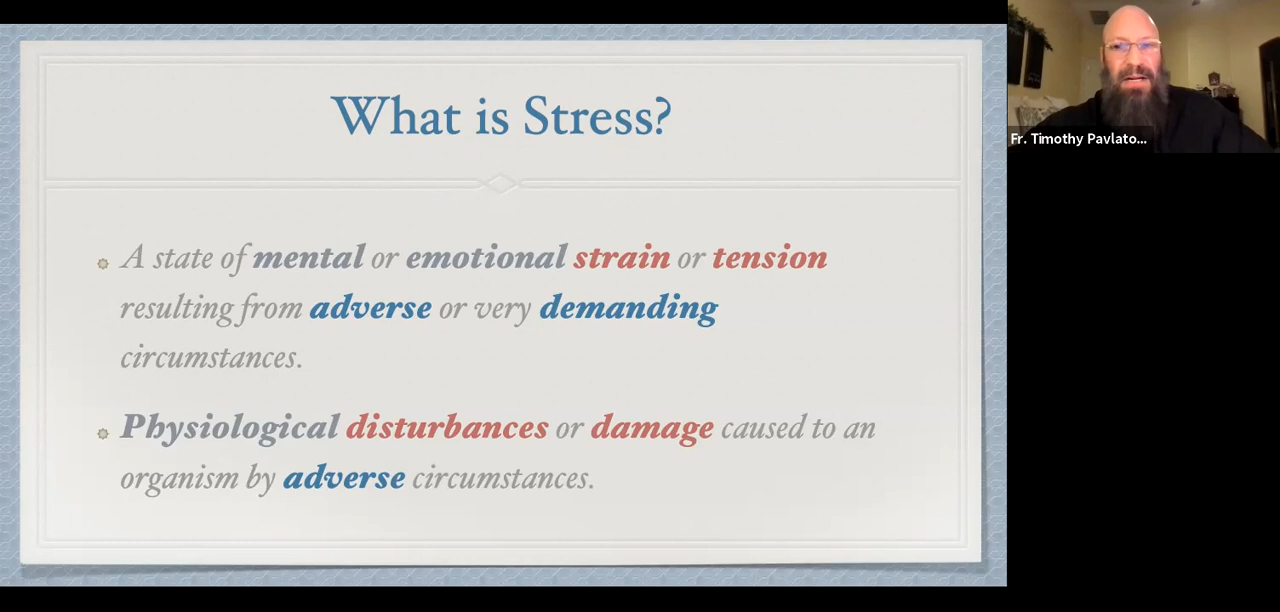 What is Stress?
A state of mental or emotional strain or tension
resulting from adverse or very demanding
circumstances.
Physiological disturbances or damage caused to an
organism by adverse circumstances.
Fr. Timothy Pavlato...